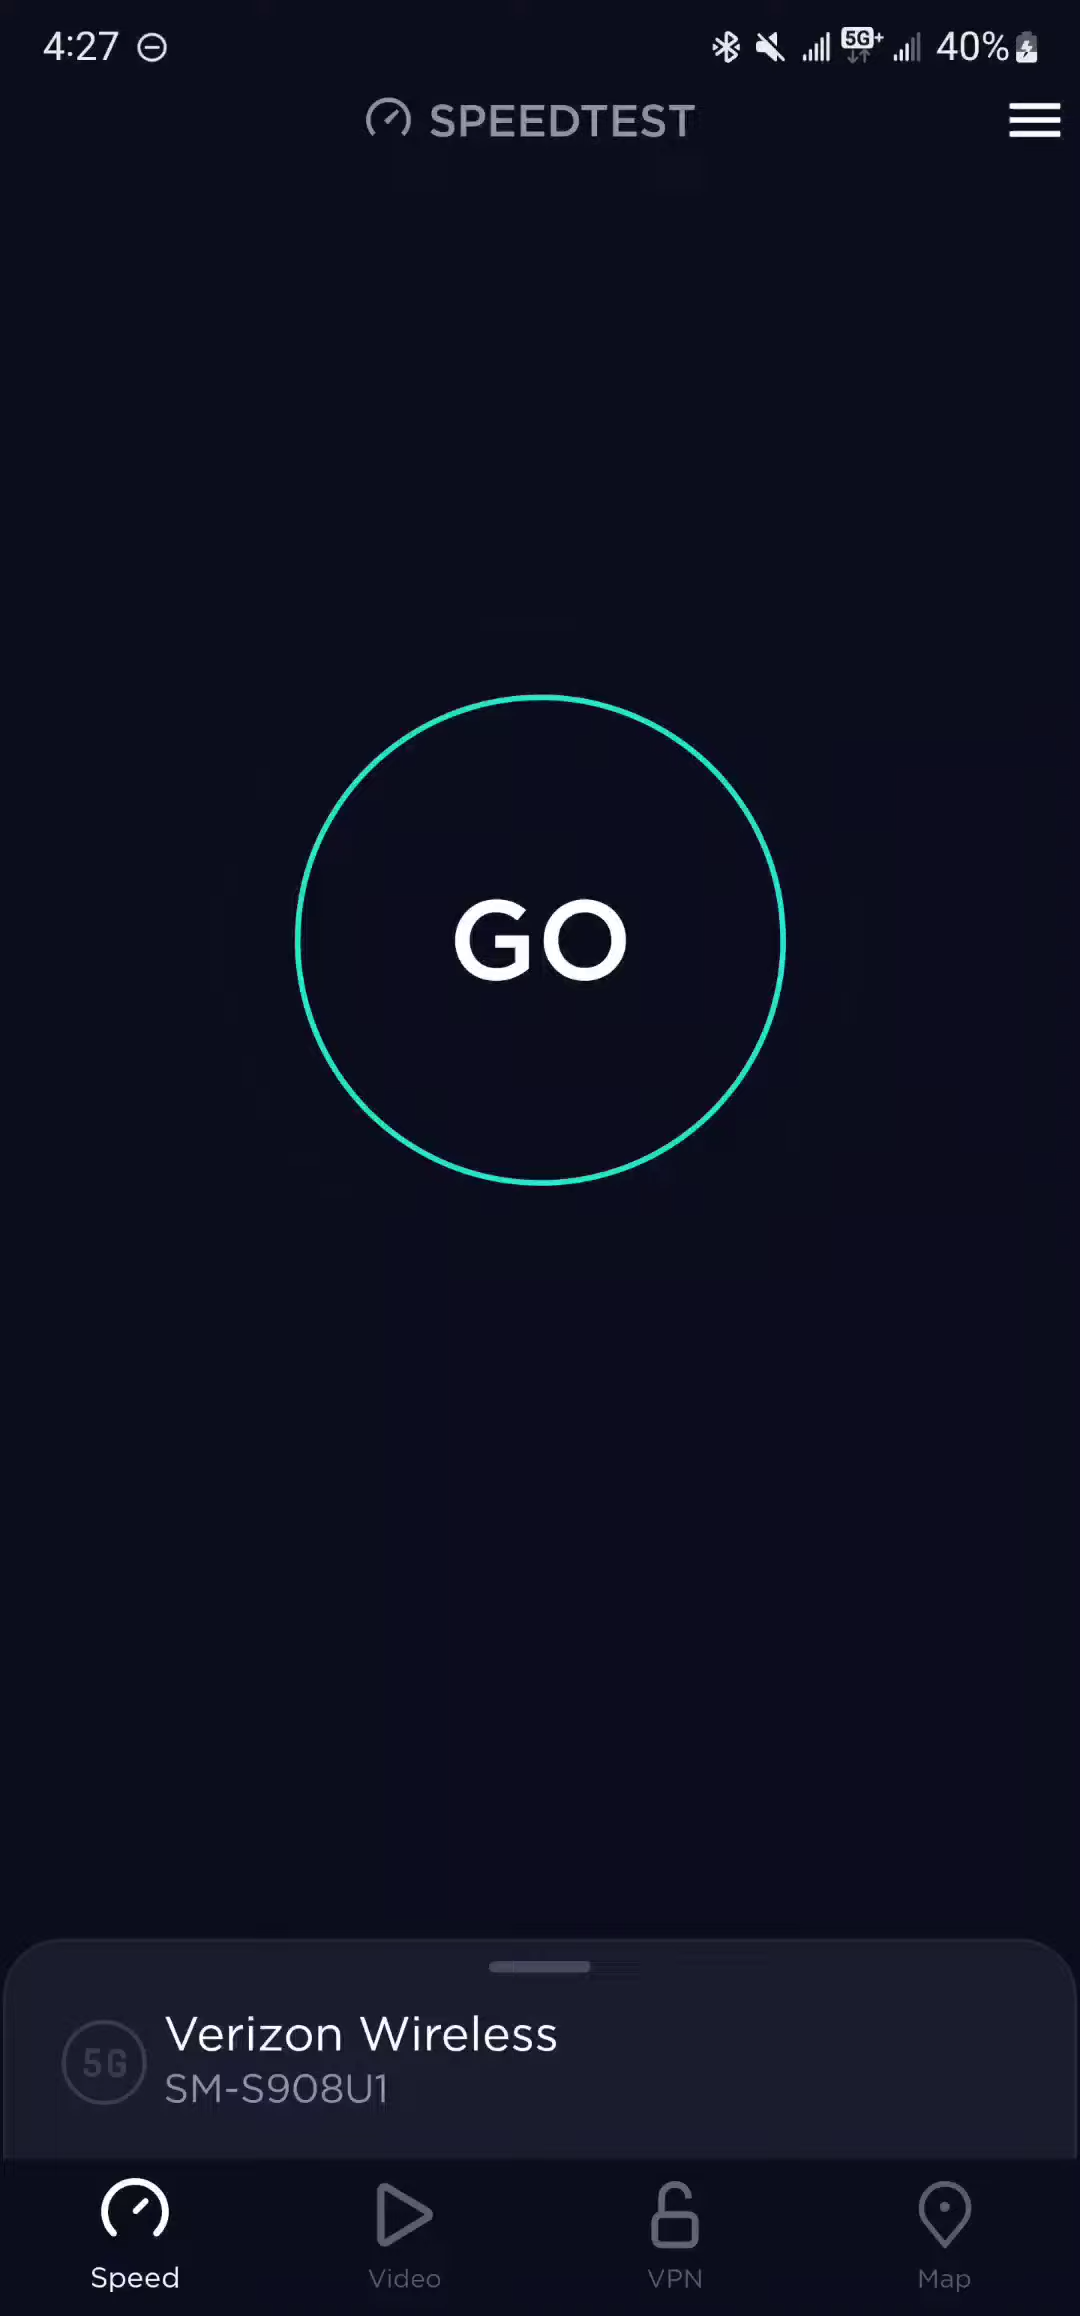 4:27 5G+ 40%
SPEEDTEST
GO
Verizon Wireless
5G
SM-S908U1
Speed Video VPN Map